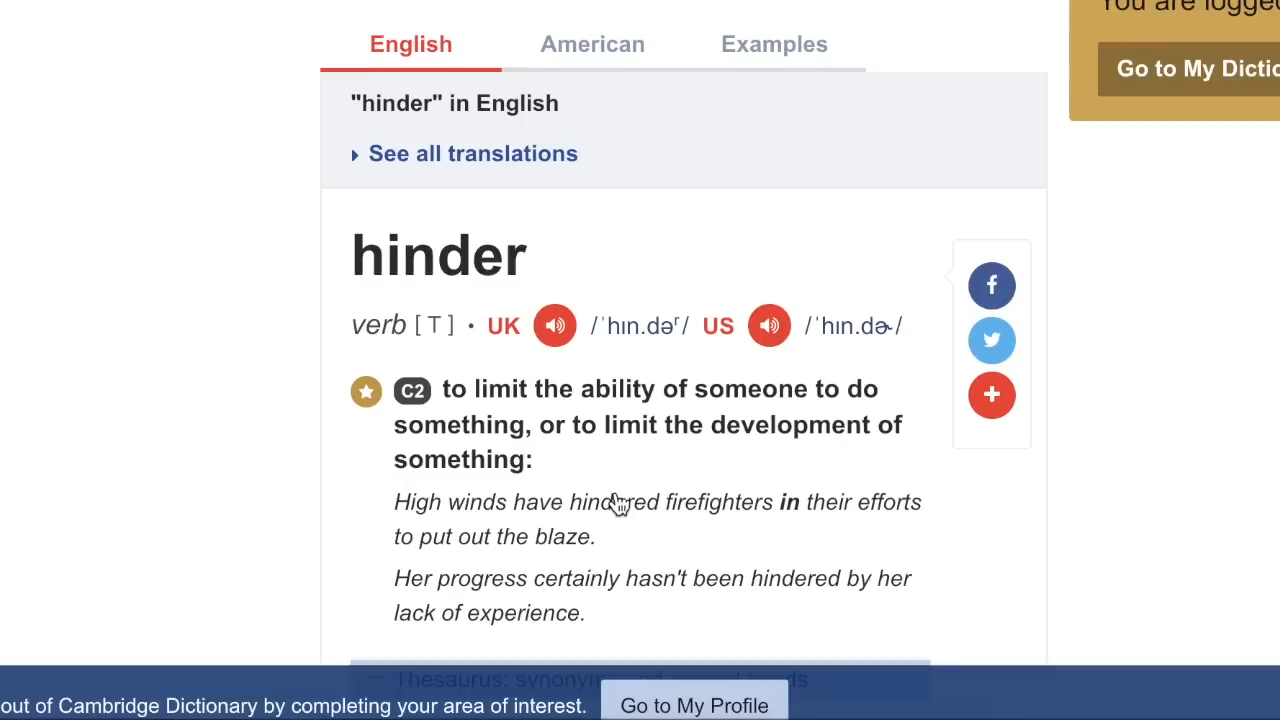 You are logged
English American Examples
Go to My Dictio
"hinder" in English
See all translations
hinder
verb [ T ] • UK /ˈhɪn.dəʳ/ US /ˈhɪn.dɚ/
C2 to limit the ability of someone to do
something, or to limit the development of
something:
High winds have hindered firefighters in their efforts
to put out the blaze.
Her progress certainly hasn't been hindered by her
lack of experience.
Thesaurus: synonyms
out of Cambridge Dictionary by completing your area of interest. Go to My Profile